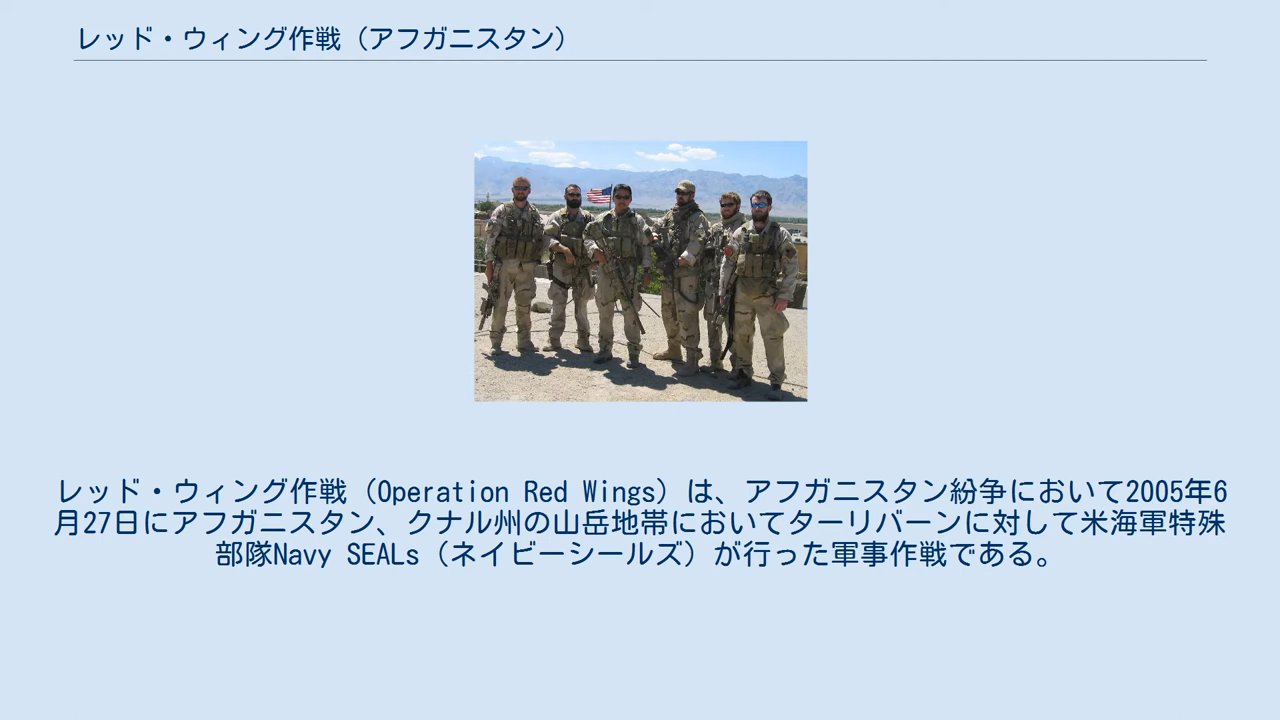 レッド・ウィング作戦（アフガニスタン）
レッド・ウィング作戦（Operation Red Wings）は、アフガニスタン紛争において2005年6
月27日にアフガニスタン、クナル州の山岳地帯においてターリバーンに対して米海軍特殊
部隊Navy SEALs（ネイビーシールズ）が行った軍事作戦である。